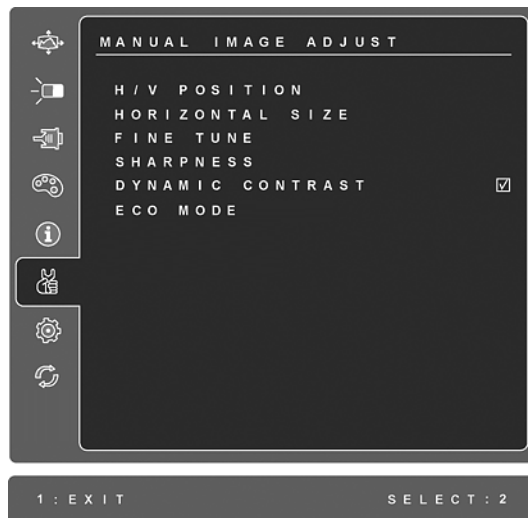 MANUAL IMAGE ADJUST
H/V POSITION
HORIZONTAL SIZE
FINE TUNE
SHARPNESS
DYNAMIC CONTRAST
ECO MODE
1:EXIT SELECT:2